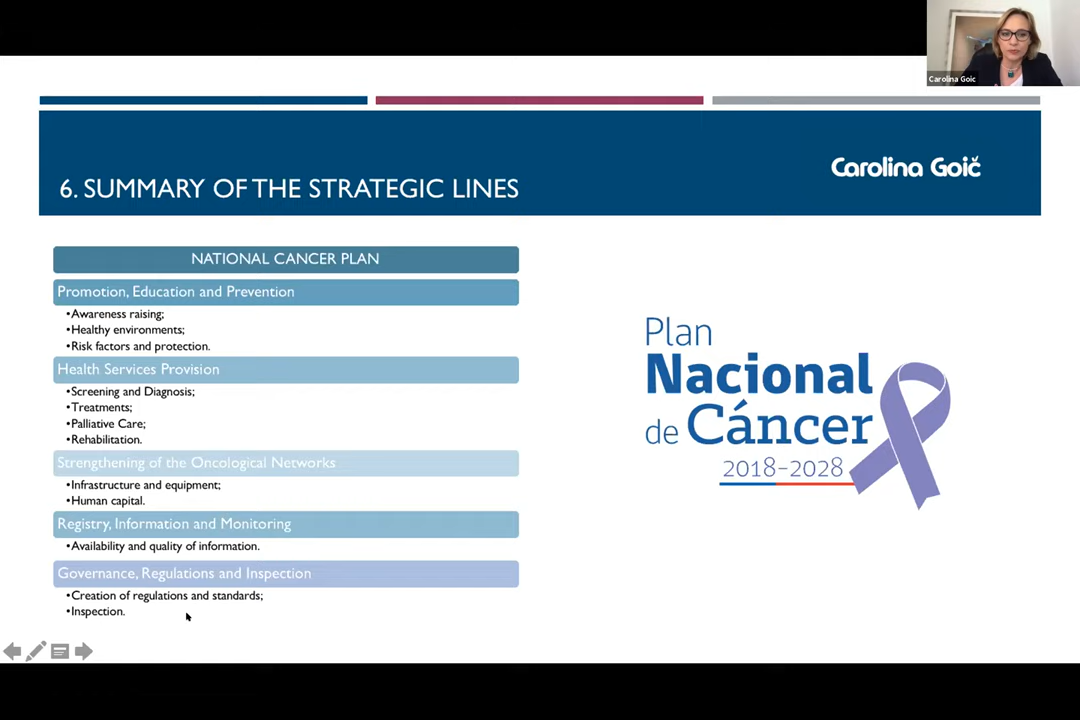 Carolina Goic
6. SUMMARY OF THE STRATEGIC LINES
Carolina Goič
NATIONAL CANCER PLAN
Promotion, Education and Prevention
•Awareness raising;
•Healthy environments;
•Risk factors and protection.
Health Services Provision
•Screening and Diagnosis;
•Treatments;
•Palliative Care;
•Rehabilitation.
Strengthening of the Oncological Networks
•Infrastructure and equipment;
•Human capital.
Registry, Information and Monitoring
•Availability and quality of information.
Governance, Regulations and Inspection
•Creation of regulations and standards;
•Inspection.
Plan
Nacional
de Cáncer
2018-2028